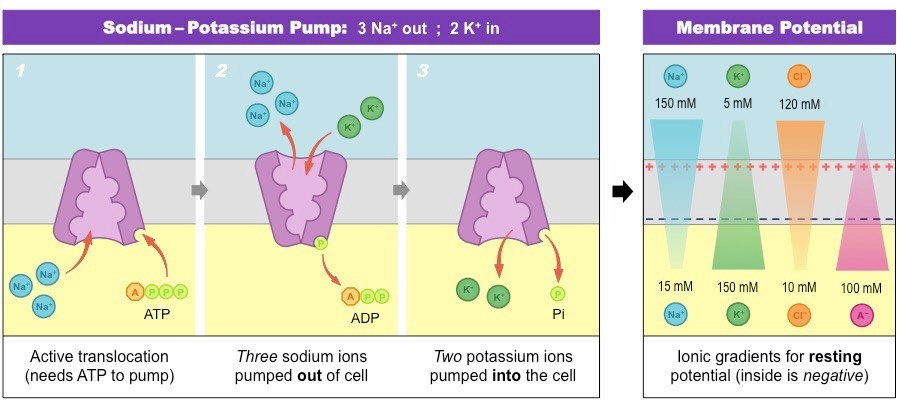 Sodium – Potassium Pump: 3 Na⁺ out ; 2 K⁺ in
1
Na⁺
Na⁺
Na⁺
A P P P
ATP
Active translocation
(needs ATP to pump)
2
Na⁺
Na⁺
Na⁺
K⁺
K⁺
P
A P P
ADP
Three sodium ions
pumped out of cell
3
K⁺
K⁺
P
Pi
Two potassium ions
pumped into the cell
Membrane Potential
Na⁺ K⁺ Cl⁻
150 mM 5 mM 120 mM
+ + + + + + + + + + + + + + + + + + + +
– – – – – – – – – – – – – – – –
15 mM 150 mM 10 mM 100 mM
Na⁺ K⁺ Cl⁻ A⁻
Ionic gradients for resting
potential (inside is negative)